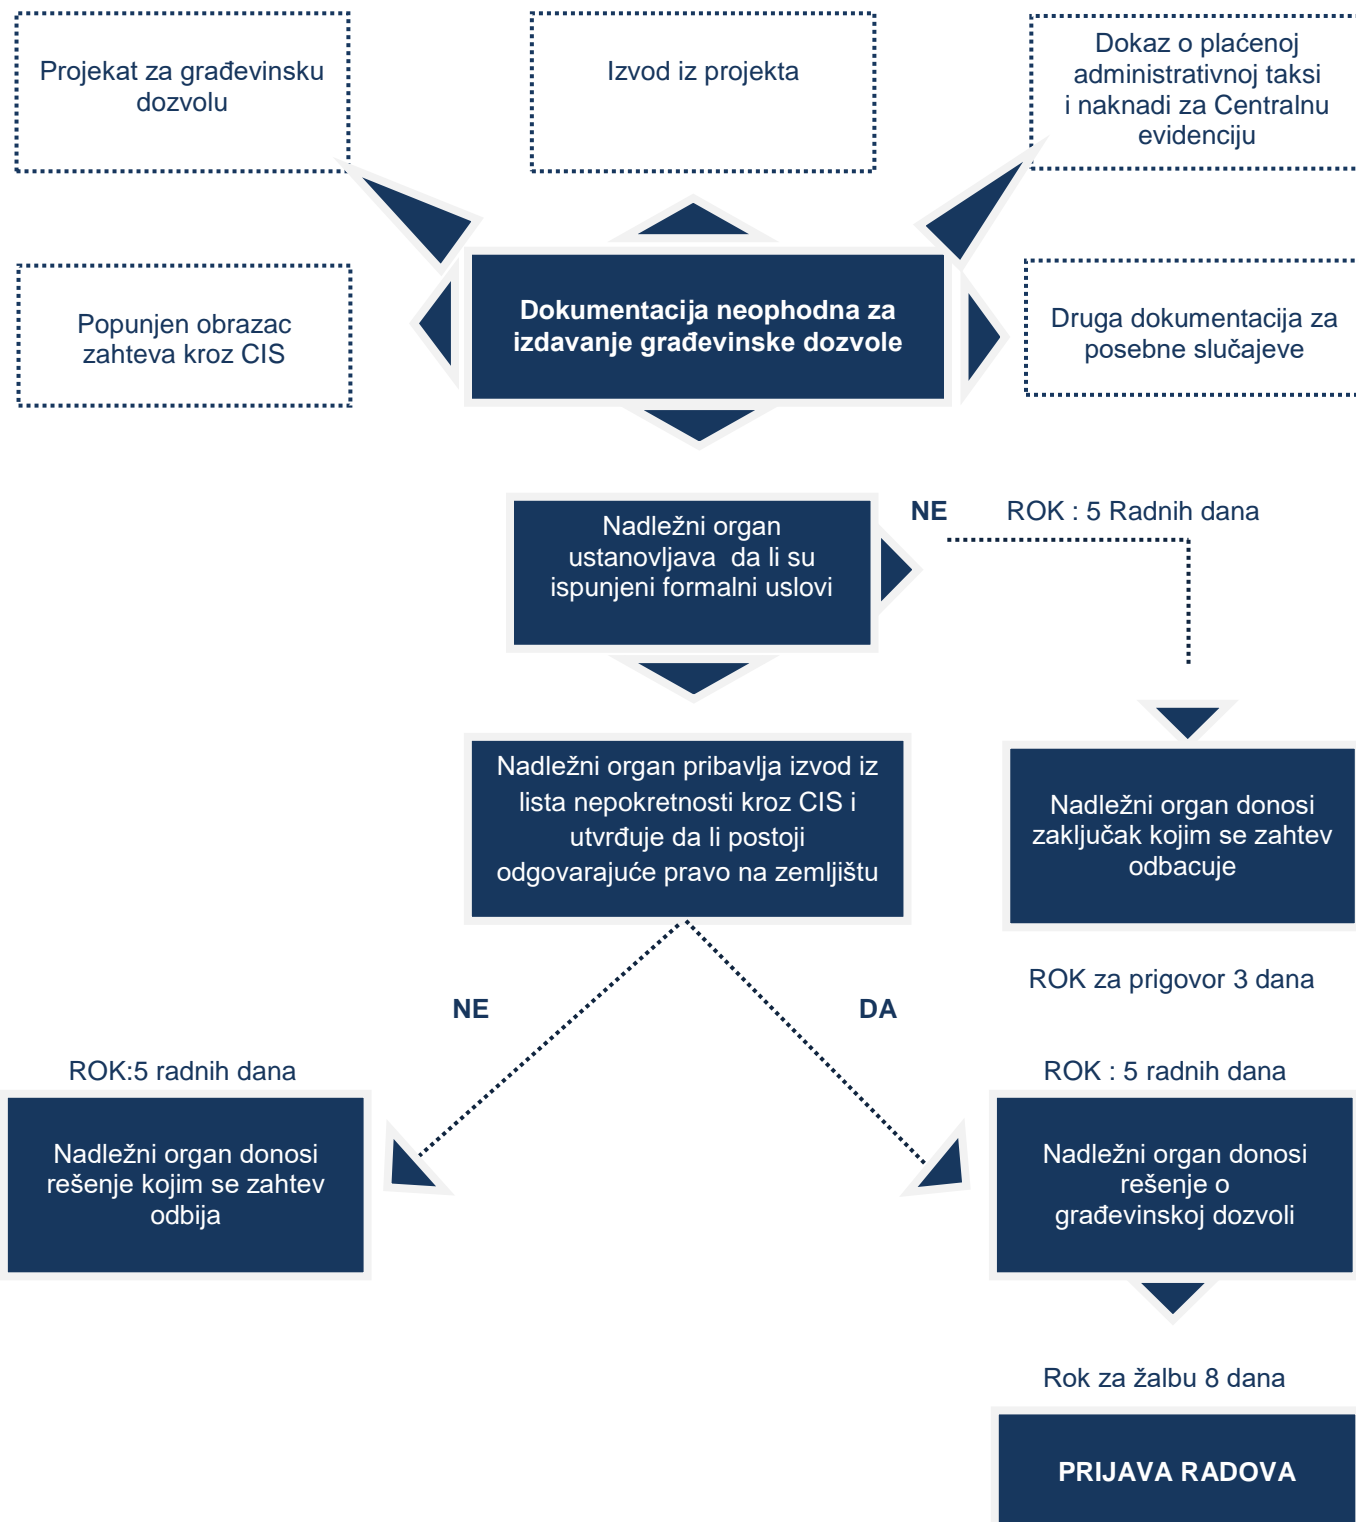 Projekat za građevinsku
dozvolu
Izvod iz projekta
Dokaz o plaćenoj
administrativnoj taksi
i naknadi za Centralnu
evidenciju
Popunjen obrazac
zahteva kroz CIS
Dokumentacija neophodna za
izdavanje građevinske dozvole
Druga dokumentacija za
posebne slučajeve
Nadležni organ
ustanovljava da li su
ispunjeni formalni uslovi
NE ROK : 5 Radnih dana
Nadležni organ pribavlja izvod iz
lista nepokretnosti kroz CIS i
utvrđuje da li postoji
odgovarajuće pravo na zemljištu
Nadležni organ donosi
zaključak kojim se zahtev
odbacuje
ROK za prigovor 3 dana
NE
DA
ROK:5 radnih dana
Nadležni organ donosi
rešenje kojim se zahtev
odbija
ROK : 5 radnih dana
Nadležni organ donosi
rešenje o
građevinskoj dozvoli
Rok za žalbu 8 dana
PRIJAVA RADOVA